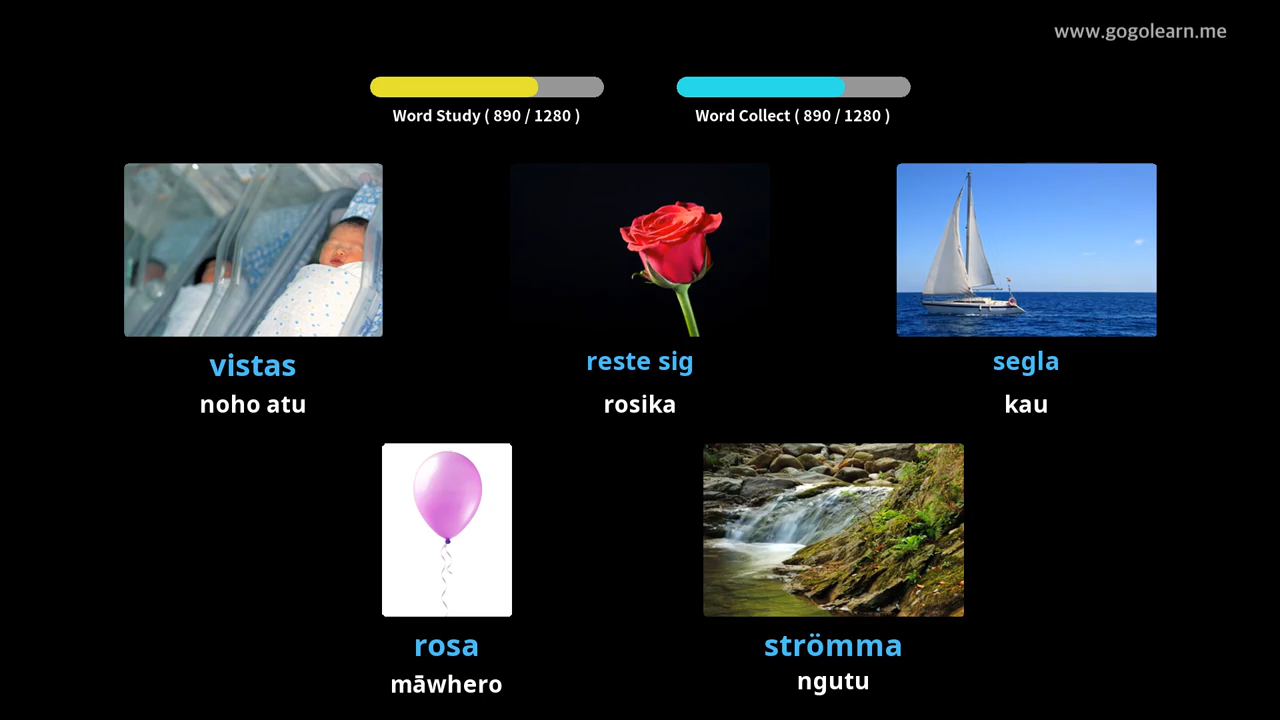 www.gogolearn.me
Word Study ( 890 / 1280 )
Word Collect ( 890 / 1280 )
vistas
noho atu
reste sig
rosika
segla
kau
rosa
māwhero
strömma
ngutu